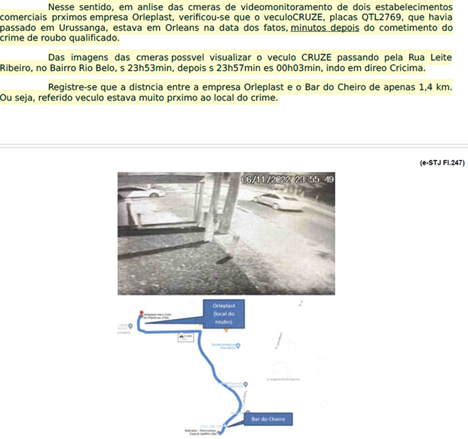 Nesse sentido, em anlise das cmeras de videomonitoramento de dois estabelecimentos
comerciais prximos empresa Orleplast, verificou-se que o veculoCRUZE, placas QTL2769, que havia
passado em Urussanga, estava em Orleans na data dos fatos, minutos depois do cometimento do
crime de roubo qualificado.
Das imagens das cmeras possvel visualizar o veculo CRUZE passando pela Rua Leite
Ribeiro, no Bairro Rio Belo, s 23h53min, depois s 23h57min es 00h03min, indo em direo Cricima.
Registre-se que a distncia entre a empresa Orleplast e o Bar do Cheiro de apenas 1,4 km.
Ou seja, referido veculo estava muito prximo ao local do crime.
(e-STJ Fl.247)
06/11/2022 23:55:49
Orleplast
(local do
roubo)
Bar do Cheiro